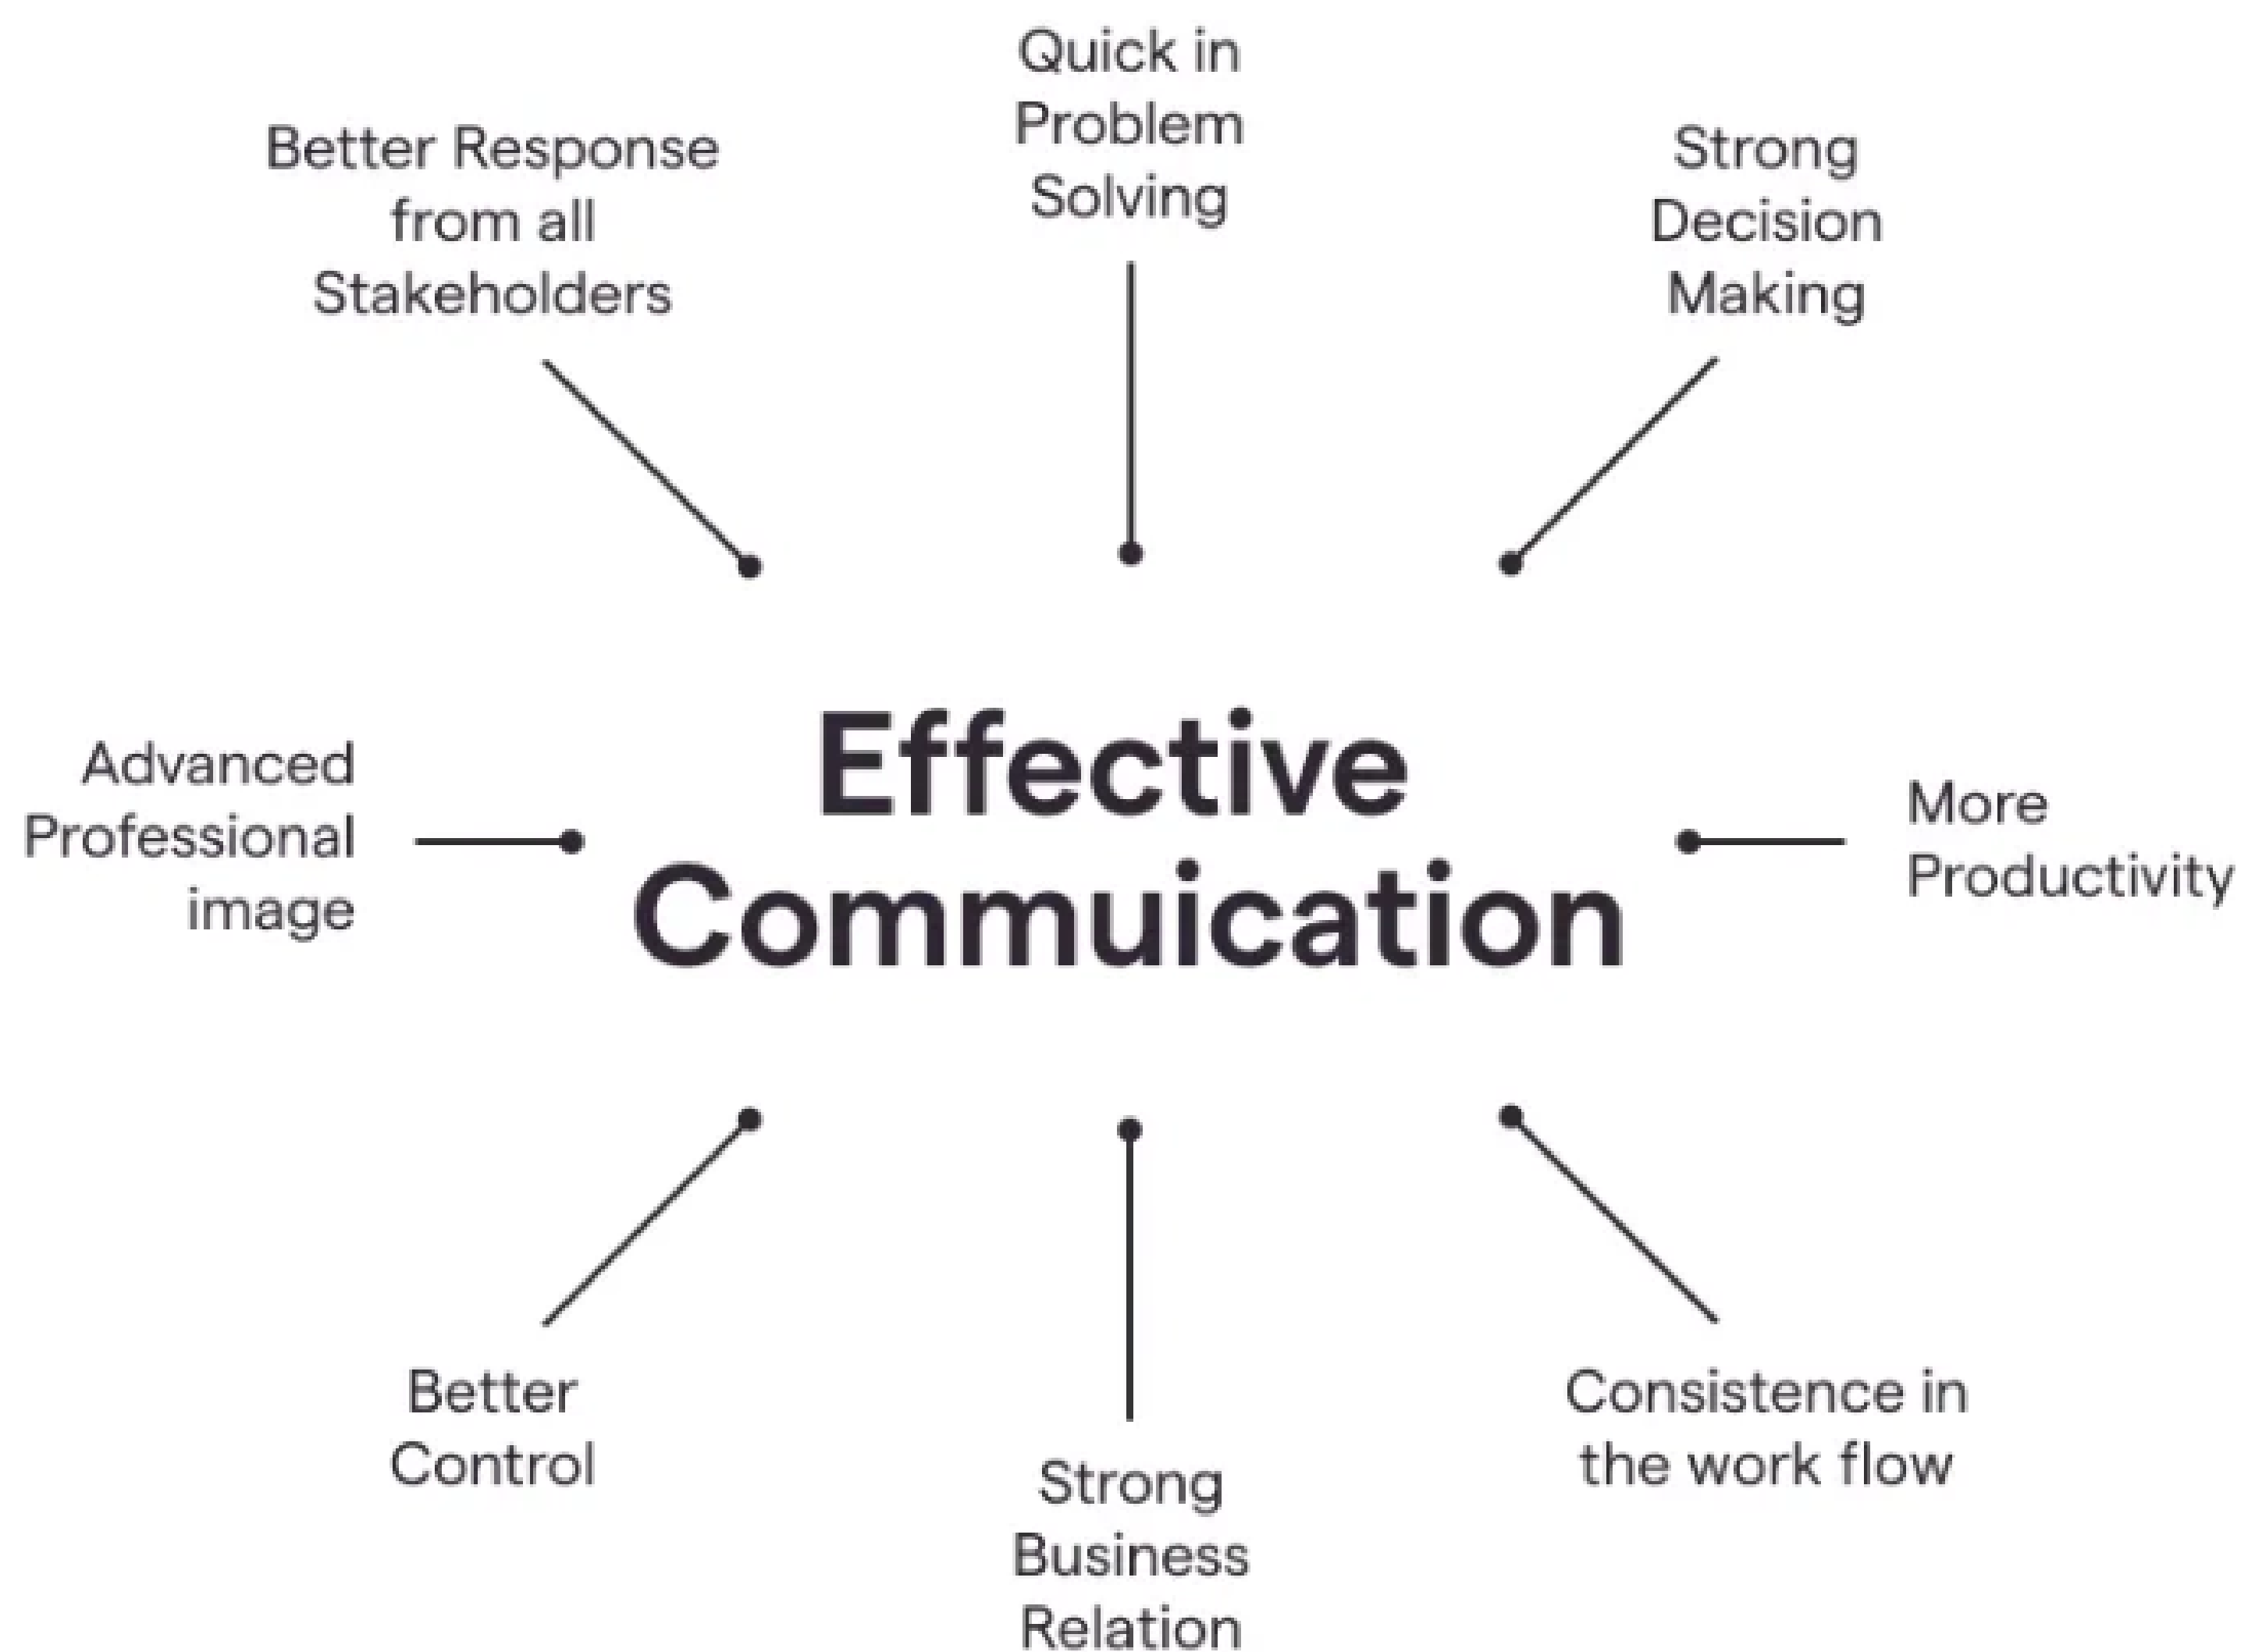 Quick in
Problem
Solving
Better Response
from all
Stakeholders
Strong
Decision
Making
Effective
Commuication
Advanced
Professional
image
More
Productivity
Better
Control
Strong
Business
Relation
Consistence in
the work flow